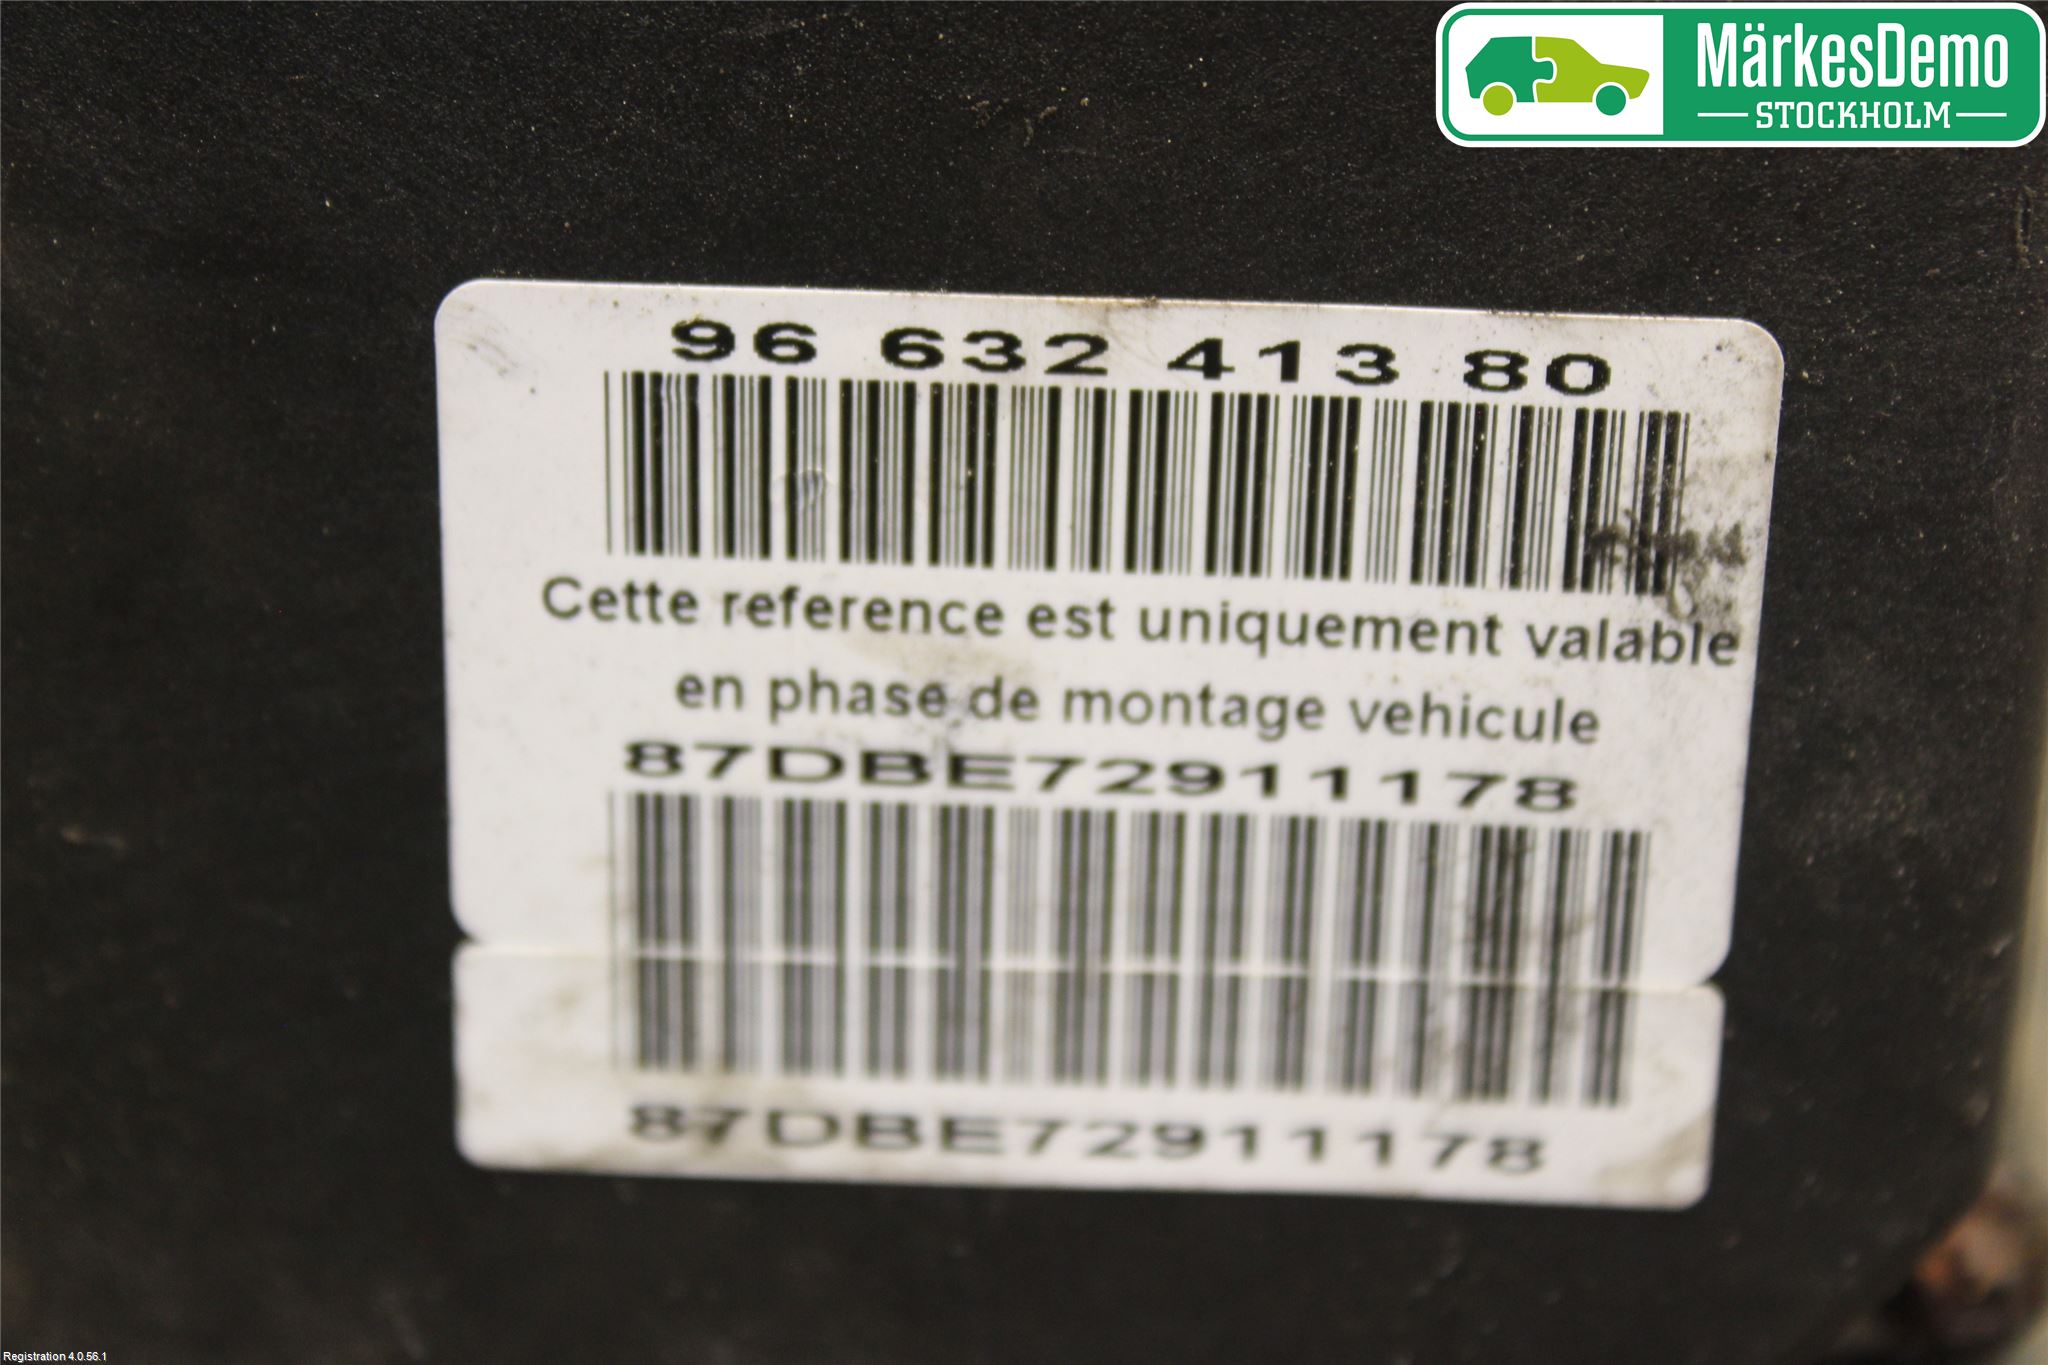 MärkesDemo
STOCKHOLM
96 632 413 80
Cette reference est uniquement valable
en phase de montage vehicule
87DBE72911178
87DBE72911178
Registration 4.0.56.1